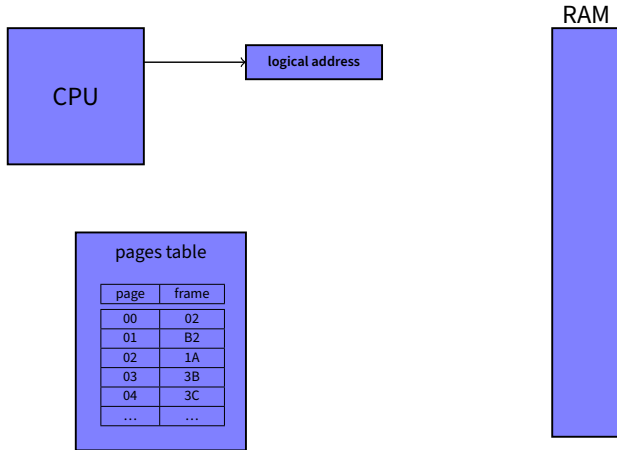 RAM
CPU
logical address
pages table
page frame
00 02
01 B2
02 1A
03 3B
04 3C
… …